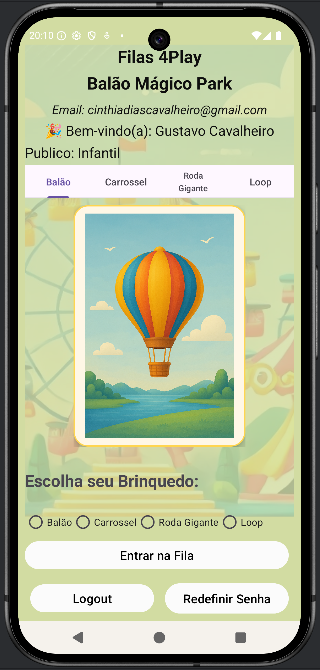 20:10
Filas 4Play
Balão Mágico Park
Email: cinthiadiascavalheiro@gmail.com
🎉 Bem-vindo(a): Gustavo Cavalheiro
Publico: Infantil
Balão Carrossel Roda Gigante Loop
Escolha seu Brinquedo:
Balão Carrossel Roda Gigante Loop
Entrar na Fila
Logout Redefinir Senha